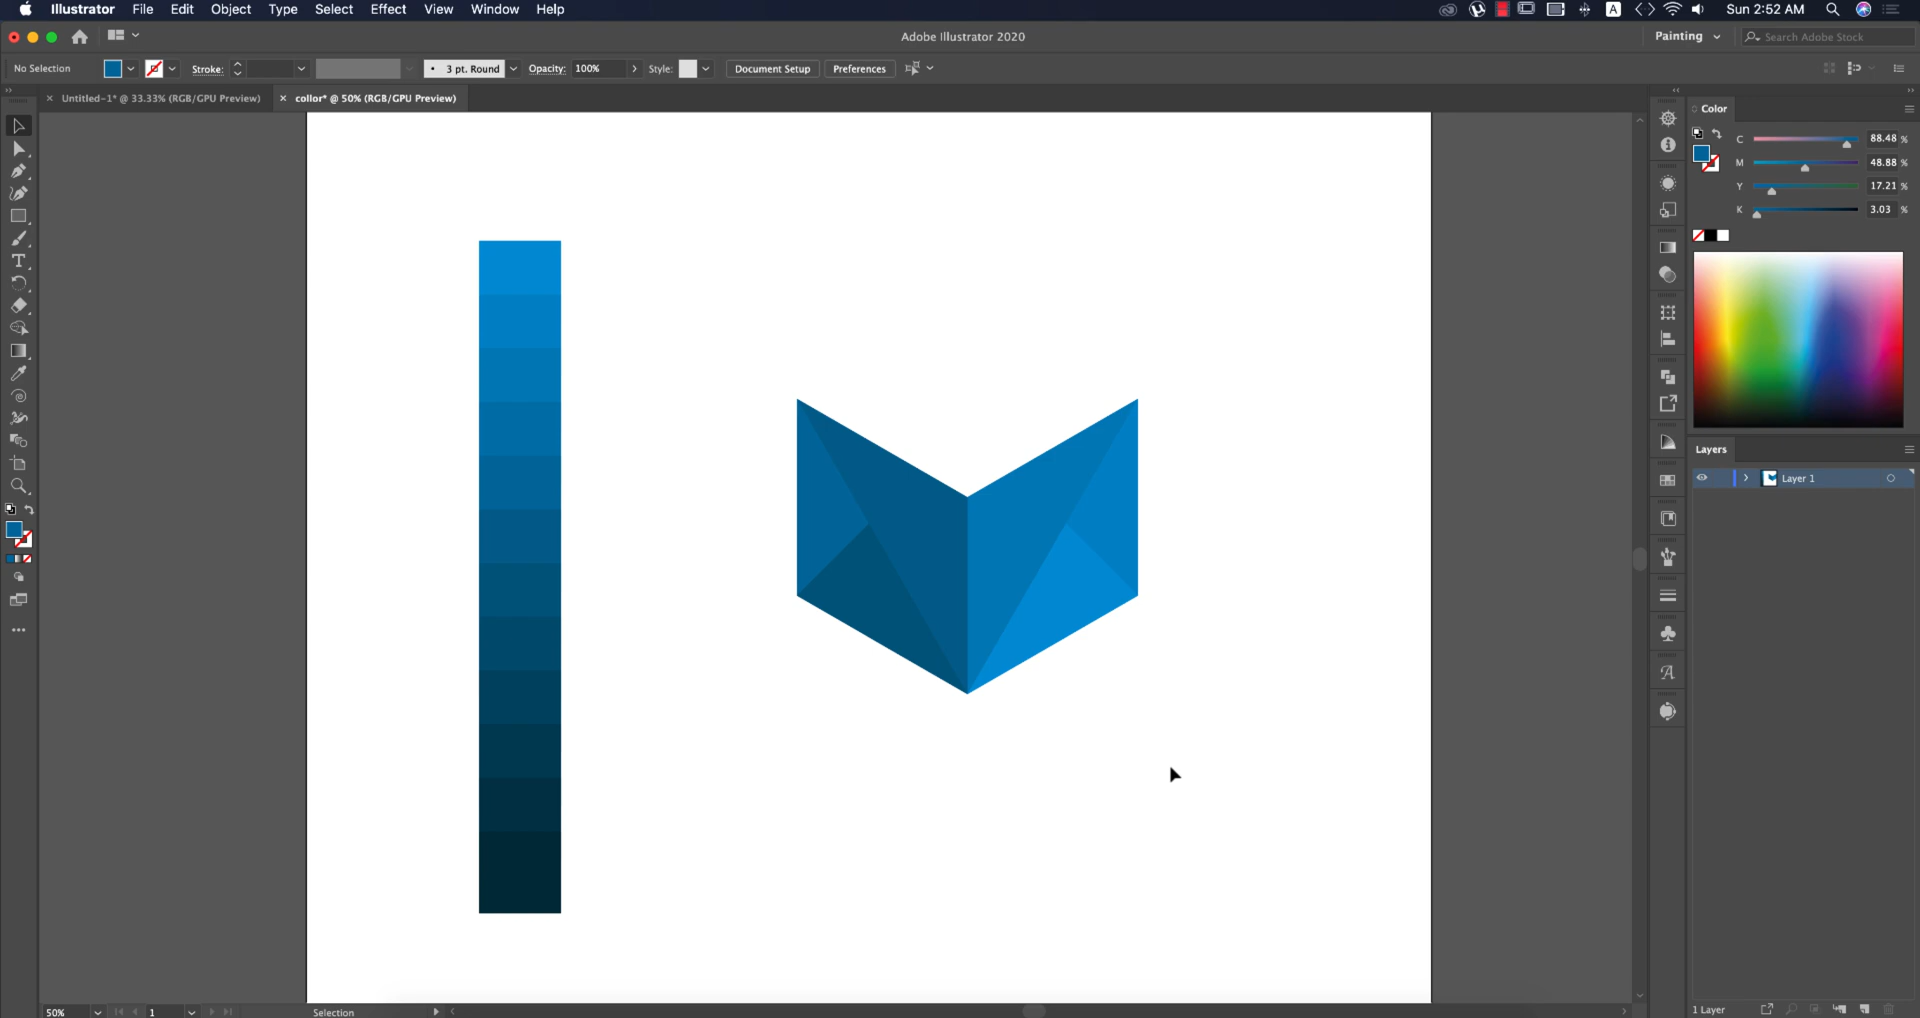 Illustrator File Edit Object Type Select Effect View Window Help
A
Sun 2:52 AM
Adobe Illustrator 2020
Painting
Search Adobe Stock
No Selection
Stroke:
3 pt. Round
Opacity: 100%
Style:
Document Setup
Preferences
Untitled-1* @ 33.33% (RGB/GPU Preview)
collor* @ 50% (RGB/GPU Preview)
Color
C 88.48 %
M 48.88 %
Y 17.21 %
K 3.03 %
Layers
Layer 1
50%
1
Selection
1 Layer